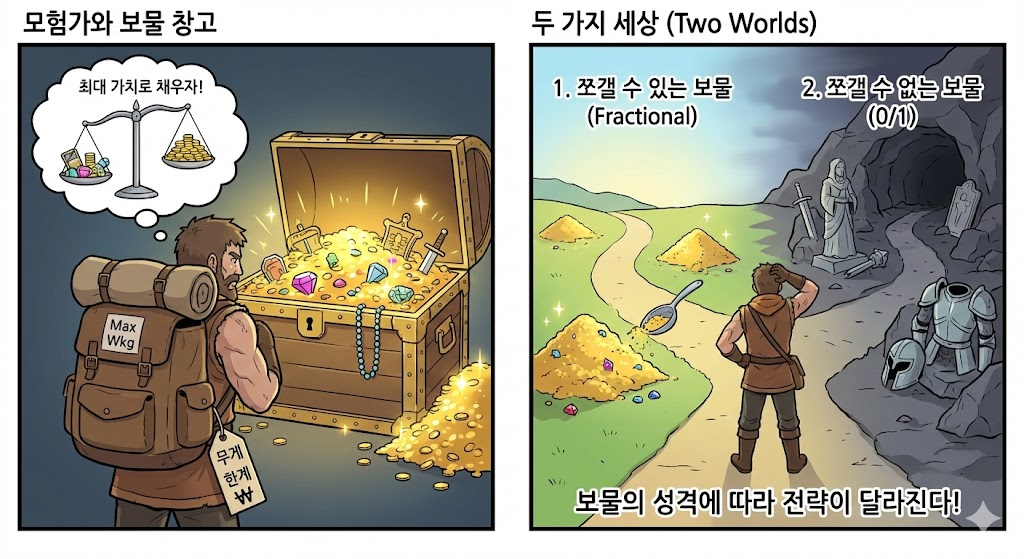 모험가와 보물 창고
최대 가치로 채우자!
Max
Wkg
무게
한계
₩
두 가지 세상 (Two Worlds)
1. 쪼갤 수 있는 보물
(Fractional)
2. 쪼갤 수 없는 보물
(0/1)
보물의 성격에 따라 전략이 달라진다!